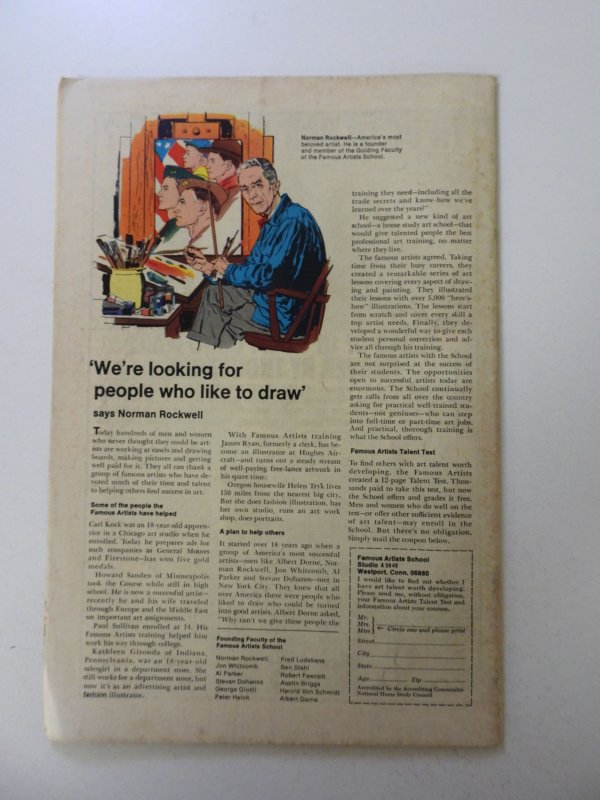 Norman Rockwell—America's most
beloved artist. He is a founder
and member of the Guiding Faculty
of the Famous Artists School.
'We're looking for
people who like to draw'
says Norman Rockwell
Today hundreds of men and women
who never thought they could be art-
ists are working at easels and drawing
boards, making pictures and getting
well paid for it. They all can thank a
group of famous artists who have de-
voted much of their time and talent
to helping others find success in art.
Some of the people the
Famous Artists have helped
Carl Kock was an 18-year-old appren-
tice in a Chicago art studio when he
enrolled. Today he prepares ads for
such companies as General Motors
and Firestone—has won five gold
medals.
Howard Sanden of Minneapolis
took the Course while still in high
school. He is now a successful artist—
recently he and his wife traveled
through Europe and the Middle East
on important art assignments.
Paul Sullivan enrolled at 14. His
Famous Artists training helped him
work his way through college.
Kathleen Gironda of Indiana,
Pennsylvania, was an 18-year-old
salesgirl in a department store. She
still works for a department store, but
now it's as an advertising artist and
fashion illustrator.
With Famous Artists training
James Ryan, formerly a clerk, has be-
come an illustrator at Hughes Air-
craft—and turns out a steady stream
of well-paying free-lance artwork in
his spare time.
Oregon housewife Helen Tryk lives
150 miles from the nearest big city.
But she does fashion illustration, has
her own studio, runs an art work
shop, does portraits.
A plan to help others
It started over 18 years ago when a
group of America's most successful
artists—men like Albert Dorne, Nor-
man Rockwell, Jon Whitcomb, Al
Parker and Stevan Dohanos—met in
New York City. They knew that all
over America there were people who
liked to draw who could be turned
into good artists. Albert Dorne asked,
"Why can't we give these people the
Founding Faculty of the
Famous Artists School
Norman Rockwell
Jon Whitcomb
Al Parker
Stevan Dohanos
George Giusti
Peter Helck
Fred Ludekens
Ben Stahl
Robert Fawcett
Austin Briggs
Harold Von Schmidt
Albert Dorne
training they need—including all the
trade secrets and know-how we've
learned over the years?"
He suggested a new kind of art
school—a home study art school—that
would give talented people the best
professional art training, no matter
where they live.
The famous artists agreed. Taking
time from their busy careers, they
created a remarkable series of art
lessons covering every aspect of draw-
ing and painting. They illustrated
their lessons with over 5,000 "here's-
how" illustrations. The lessons start
from scratch and cover every skill a
top artist needs. Finally, they de-
veloped a wonderful way to give each
student personal correction and ad-
vice all through his training.
The famous artists with the School
are not surprised at the success of
their students. The opportunities
open to successful artists today are
enormous. The School continually
gets calls from all over the country
asking for practical well-trained stu-
dents—not geniuses—who can step
into full-time or part-time art jobs.
And practical, thorough training is
what the School offers.
Famous Artists Talent Test
To find others with art talent worth
developing, the Famous Artists
created a 12-page Talent Test. Thou-
sands paid to take this test, but now
the School offers and grades it free.
Men and women who do well on the
test—or offer other sufficient evidence
of art talent—may enroll in the
School. But there's no obligation.
Simply mail the coupon below.
Famous Artists School
Studio A 5949
Westport, Conn. 06880
I would like to find out whether I
have art talent worth developing.
Please send me, without obligation,
your Famous Artists Talent Test and
information about your courses.
Mr.
Mrs.
Miss
Circle one and please print
Street
City
State
Age Zip
Accredited by the Accrediting Commission
National Home Study Council